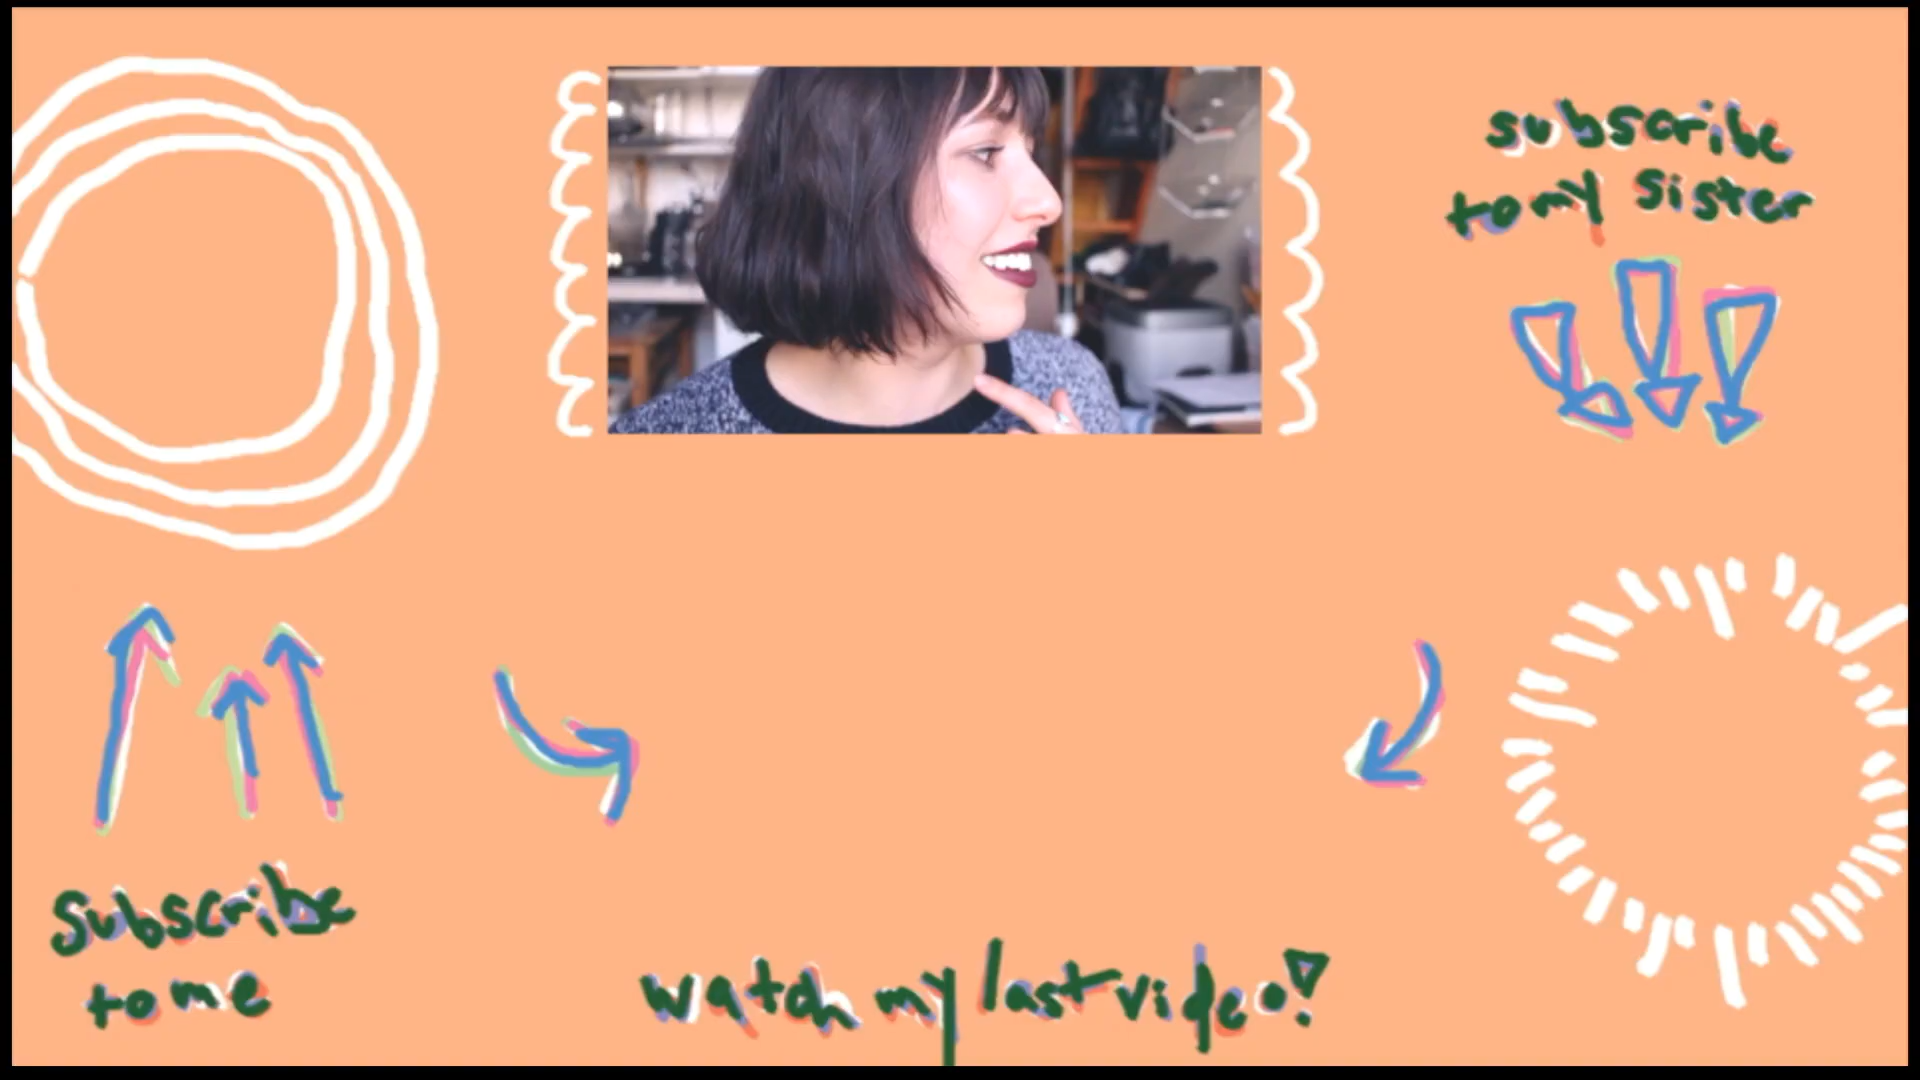 subscribe
to my sister
subscribe
to me
watch my last video!